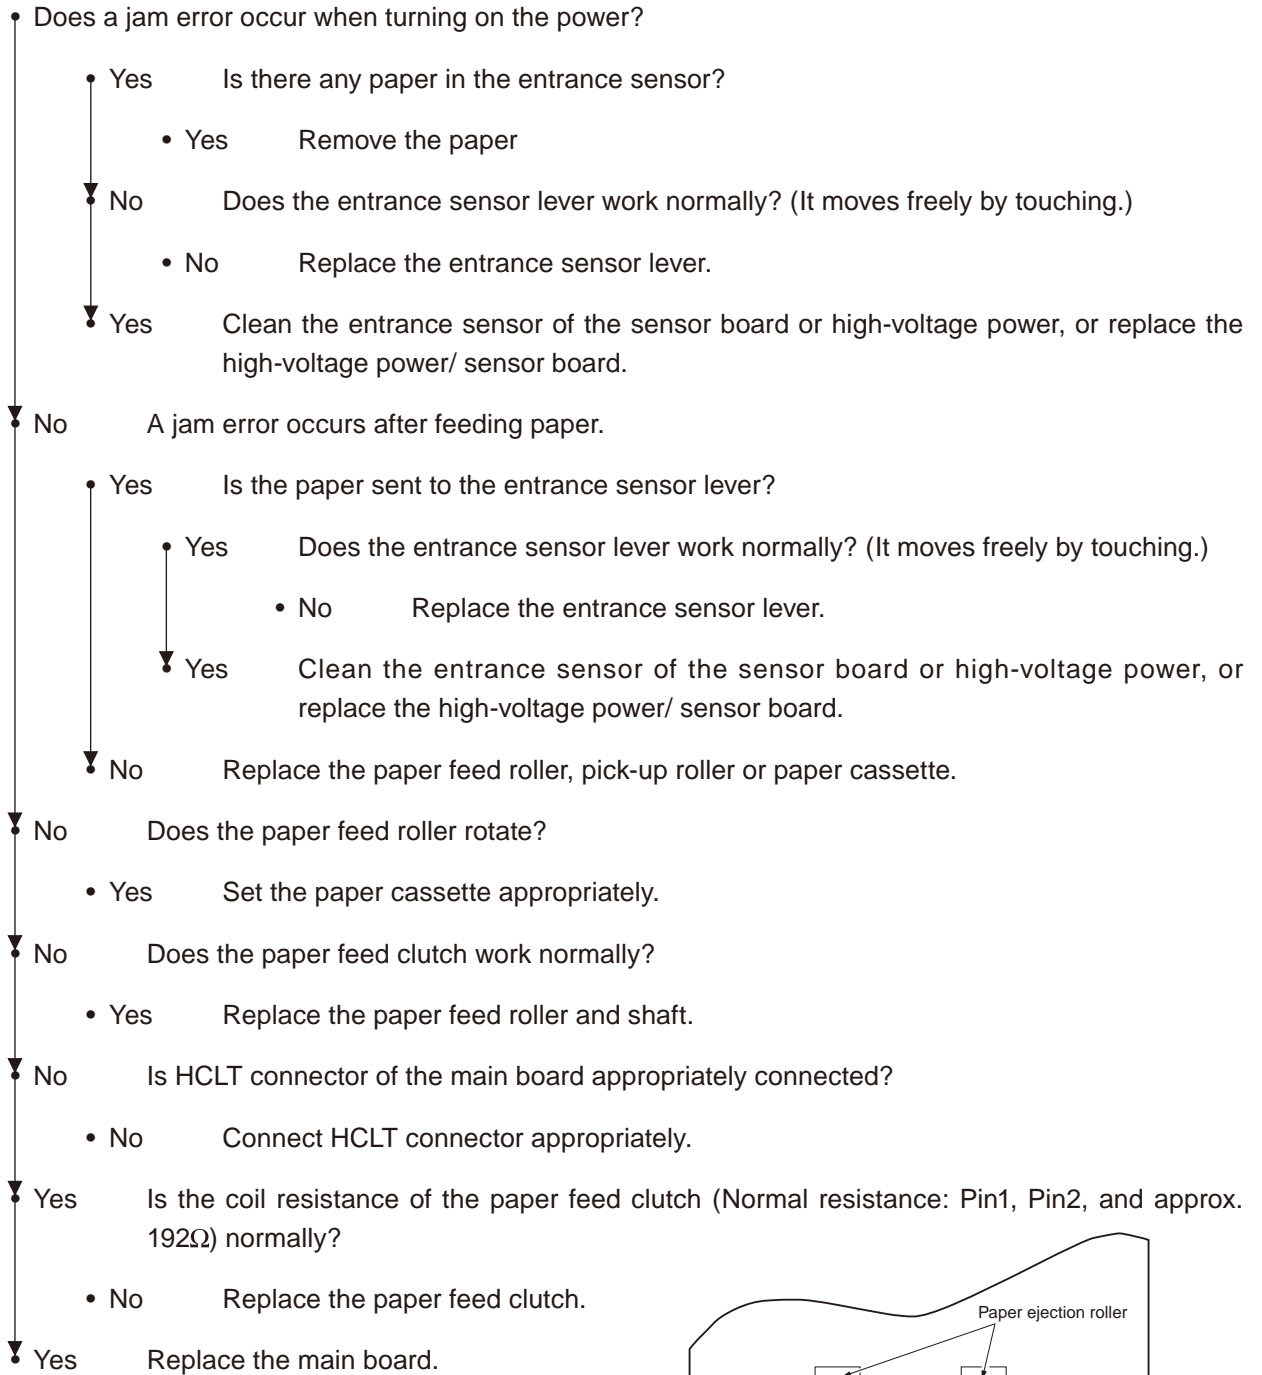 • Does a jam error occur when turning on the power?
• Yes Is there any paper in the entrance sensor?
• Yes Remove the paper
• No Does the entrance sensor lever work normally? (It moves freely by touching.)
• No Replace the entrance sensor lever.
• Yes Clean the entrance sensor of the sensor board or high-voltage power, or replace the
high-voltage power/ sensor board.
• No A jam error occurs after feeding paper.
• Yes Is the paper sent to the entrance sensor lever?
• Yes Does the entrance sensor lever work normally? (It moves freely by touching.)
• No Replace the entrance sensor lever.
• Yes Clean the entrance sensor of the sensor board or high-voltage power, or
replace the high-voltage power/ sensor board.
• No Replace the paper feed roller, pick-up roller or paper cassette.
• No Does the paper feed roller rotate?
• Yes Set the paper cassette appropriately.
• No Does the paper feed clutch work normally?
• Yes Replace the paper feed roller and shaft.
• No Is HCLT connector of the main board appropriately connected?
• No Connect HCLT connector appropriately.
• Yes Is the coil resistance of the paper feed clutch (Normal resistance: Pin1, Pin2, and approx.
192Ω) normally?
• No Replace the paper feed clutch.
Paper ejection roller
• Yes Replace the main board.